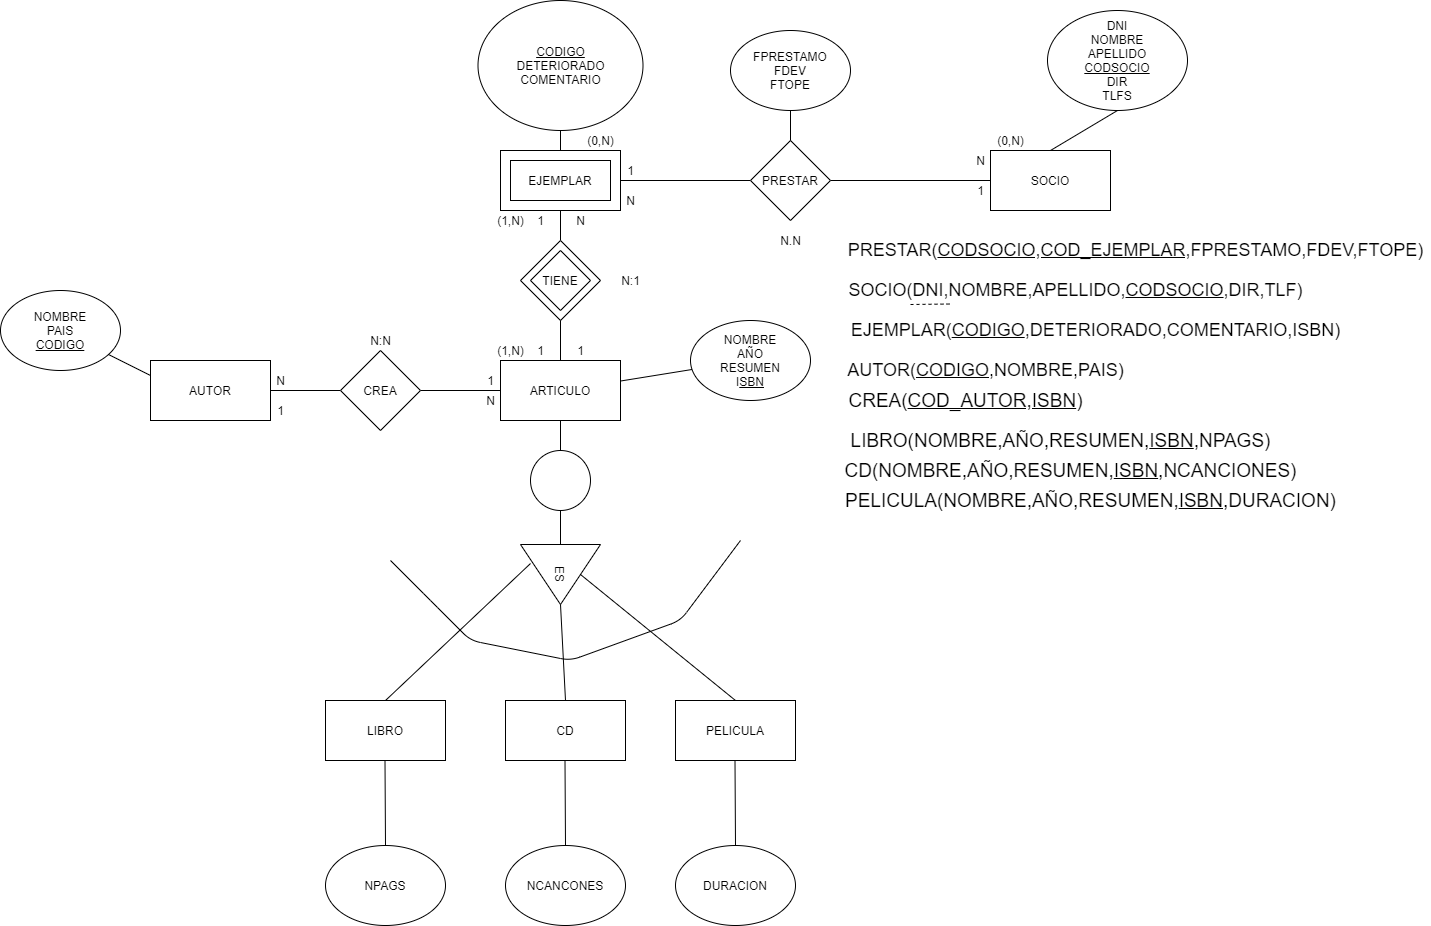 CODIGO
DETERIORADO
COMENTARIO
FPRESTAMO
FDEV
FTOPE
DNI
NOMBRE
APELLIDO
CODSOCIO
DIR
TLFS
(0,N)
EJEMPLAR
1
N
PRESTAR
N.N
(0,N)
N
1
SOCIO
(1,N) 1 N
TIENE
N:1
PRESTAR(CODSOCIO,COD_EJEMPLAR,FPRESTAMO,FDEV,FTOPE)
SOCIO(DNI,NOMBRE,APELLIDO,CODSOCIO,DIR,TLF)
EJEMPLAR(CODIGO,DETERIORADO,COMENTARIO,ISBN)
AUTOR(CODIGO,NOMBRE,PAIS)
CREA(COD_AUTOR,ISBN)
LIBRO(NOMBRE,AÑO,RESUMEN,ISBN,NPAGS)
CD(NOMBRE,AÑO,RESUMEN,ISBN,NCANCIONES)
PELICULA(NOMBRE,AÑO,RESUMEN,ISBN,DURACION)
NOMBRE
PAIS
CODIGO
AUTOR
N
1
N:N
CREA
(1,N) 1 1
1
N
ARTICULO
NOMBRE
AÑO
RESUMEN
ISBN
ES
LIBRO
CD
PELICULA
NPAGS
NCANCONES
DURACION